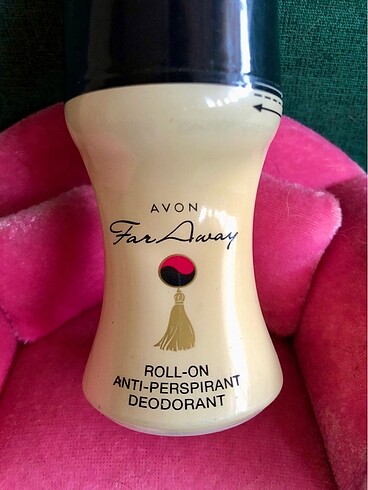 AVON
Far Away
ROLL-ON
ANTI-PERSPIRANT
DEODORANT